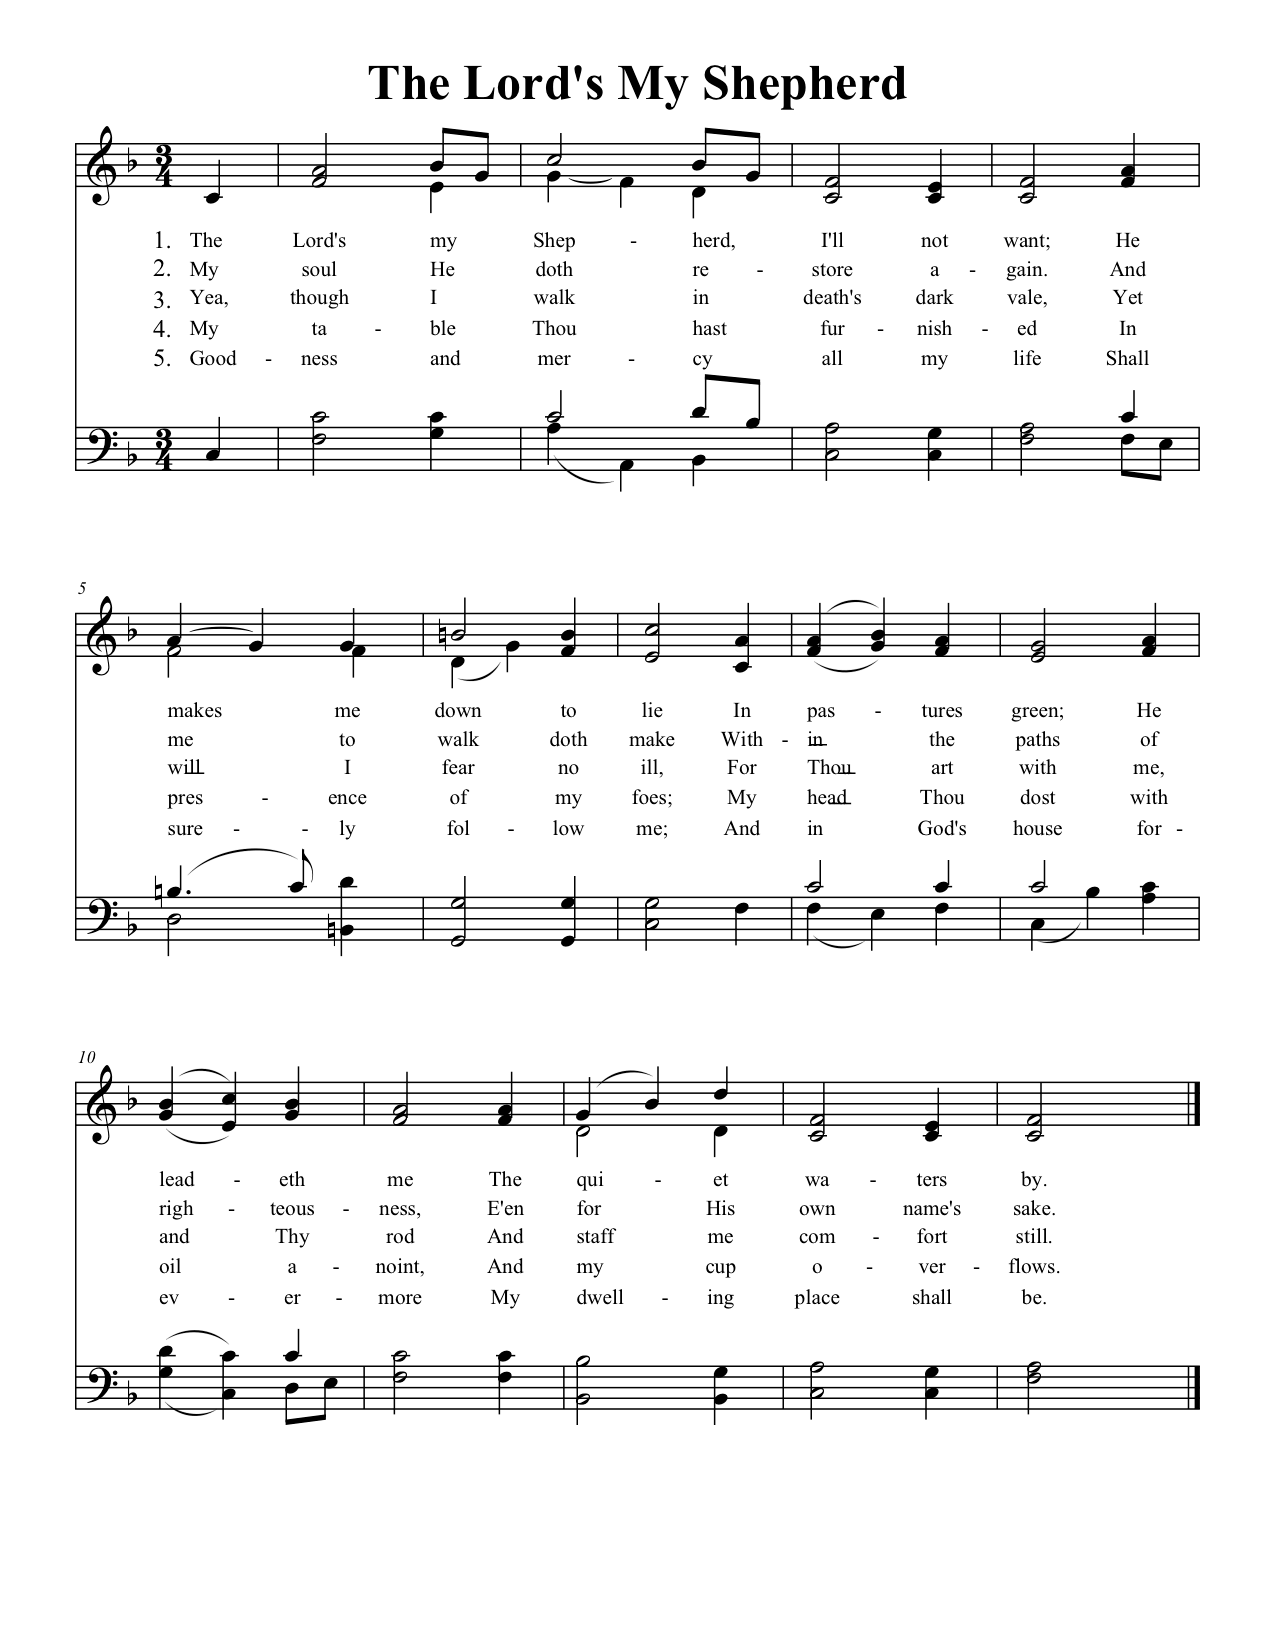 The Lord's My Shepherd
3
4
1. The Lord's my Shep - herd, I'll not want; He
2. My soul He doth re - store a - gain. And
3. Yea, though I walk in death's dark vale, Yet
4. My ta - ble Thou hast fur - nish - ed In
5. Good - ness and mer - cy all my life Shall
3
4
5
makes me down to lie In pas - tures green; He
me to walk doth make With - in the paths of
will I fear no ill, For Thou art with me,
pres - ence of my foes; My head Thou dost with
sure - - ly fol - low me; And in God's house for -
10
lead - eth me The qui - et wa - ters by.
righ - teous - ness, E'en for His own name's sake.
and Thy rod And staff me com - fort still.
oil a - noint, And my cup o - ver - flows.
ev - er - more My dwell - ing place shall be.